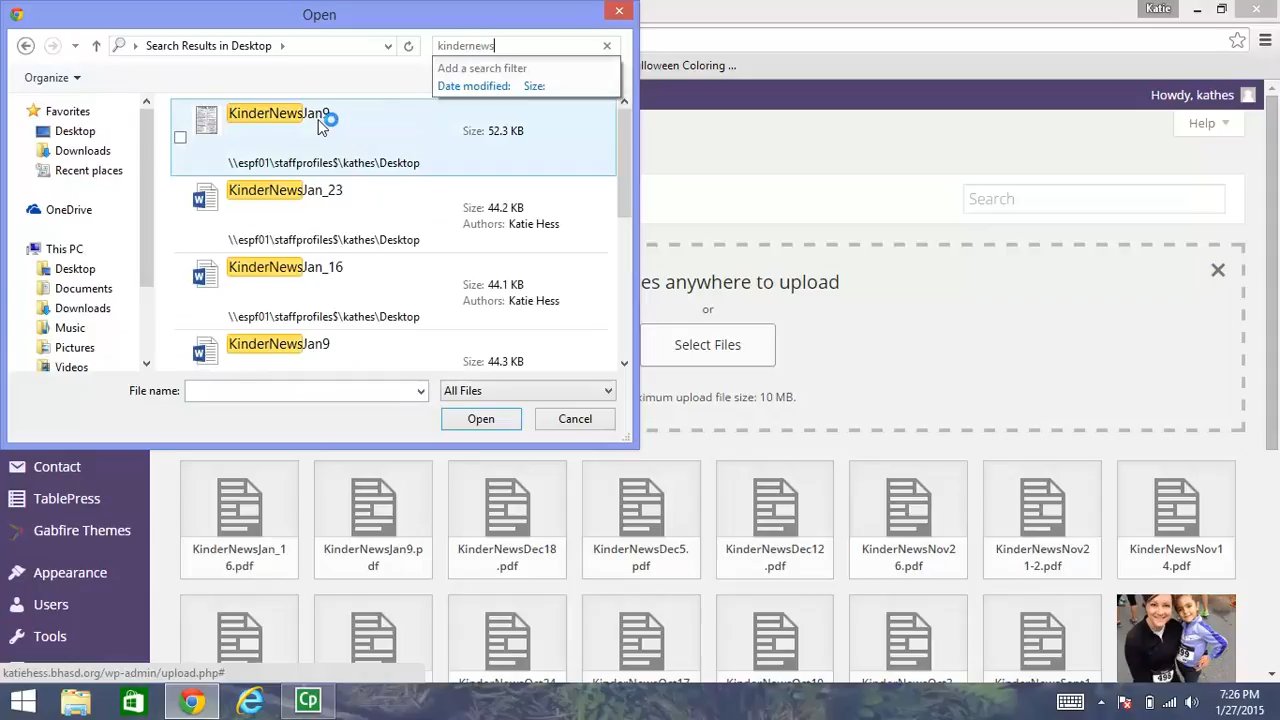 Open
Katie
Search Results in Desktop
kindernews
Add a search filter
Date modified: Size:
Organize
lloween Coloring ...
Howdy, kathes
Help
Search
Favorites
Desktop
Downloads
Recent places
OneDrive
This PC
Desktop
Documents
Downloads
Music
Pictures
Videos
KinderNewsJan9
Size: 52.3 KB
\\espf01\staffprofiles$\kathes\Desktop
KinderNewsJan_23
Size: 44.2 KB
Authors: Katie Hess
\\espf01\staffprofiles$\kathes\Desktop
KinderNewsJan_16
Size: 44.1 KB
Authors: Katie Hess
\\espf01\staffprofiles$\kathes\Desktop
KinderNewsJan9
Size: 44.3 KB
File name:
All Files
Open
Cancel
es anywhere to upload
or
Select Files
ximum upload file size: 10 MB.
Contact
TablePress
Gabfire Themes
Appearance
Users
Tools
KinderNewsJan_1
6.pdf
KinderNewsJan9.p
df
KinderNewsDec18
.pdf
KinderNewsDec5.
pdf
KinderNewsDec12
.pdf
KinderNewsNov2
6.pdf
KinderNewsNov2
1-2.pdf
KinderNewsNov1
4.pdf
katiehess.bhasd.org/wp-admin/upload.php#
7:26 PM
1/27/2015